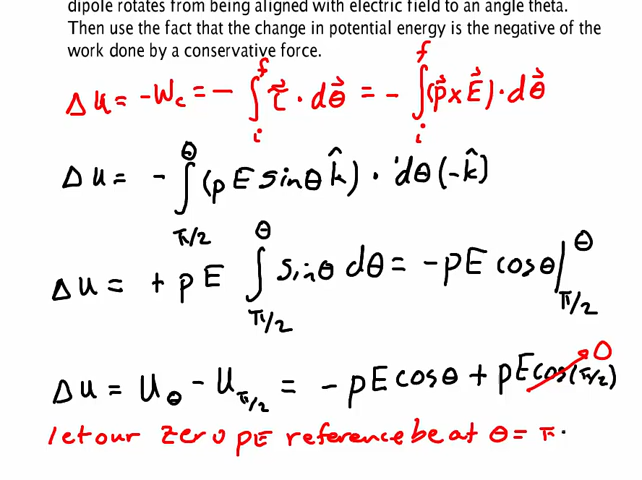 dipole rotates from being aligned with electric field to an angle theta.
Then use the fact that the change in potential energy is the negative of the
work done by a conservative force.
Δu = -Wc = - ∫ᵢᶠ τ⃗ · dθ⃗ = - ∫ᵢᶠ (p⃗ x E⃗) · dθ⃗
Δu = - ∫_{π/2}^{θ} (pE sinθ k̂) · dθ(-k̂)
Δu = + pE ∫_{π/2}^{θ} sinθ dθ = -pE cosθ |_{π/2}^{θ}
Δu = U_θ - U_{π/2} = - pE cosθ + pE cos(π/2) 0
let our zero PE reference be at θ = π